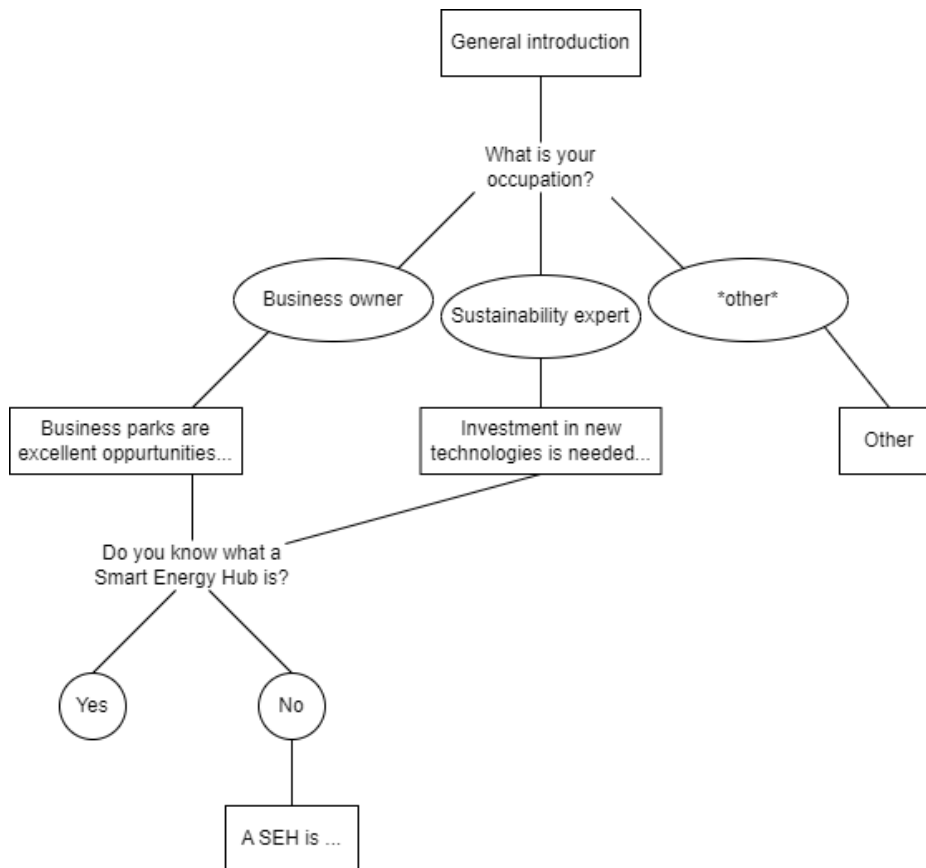 General introduction
What is your
occupation?
Business owner
Sustainability expert
*other*
Business parks are
excellent oppurtunities...
Investment in new
technologies is needed...
Other
Do you know what a
Smart Energy Hub is?
Yes
No
A SEH is ...